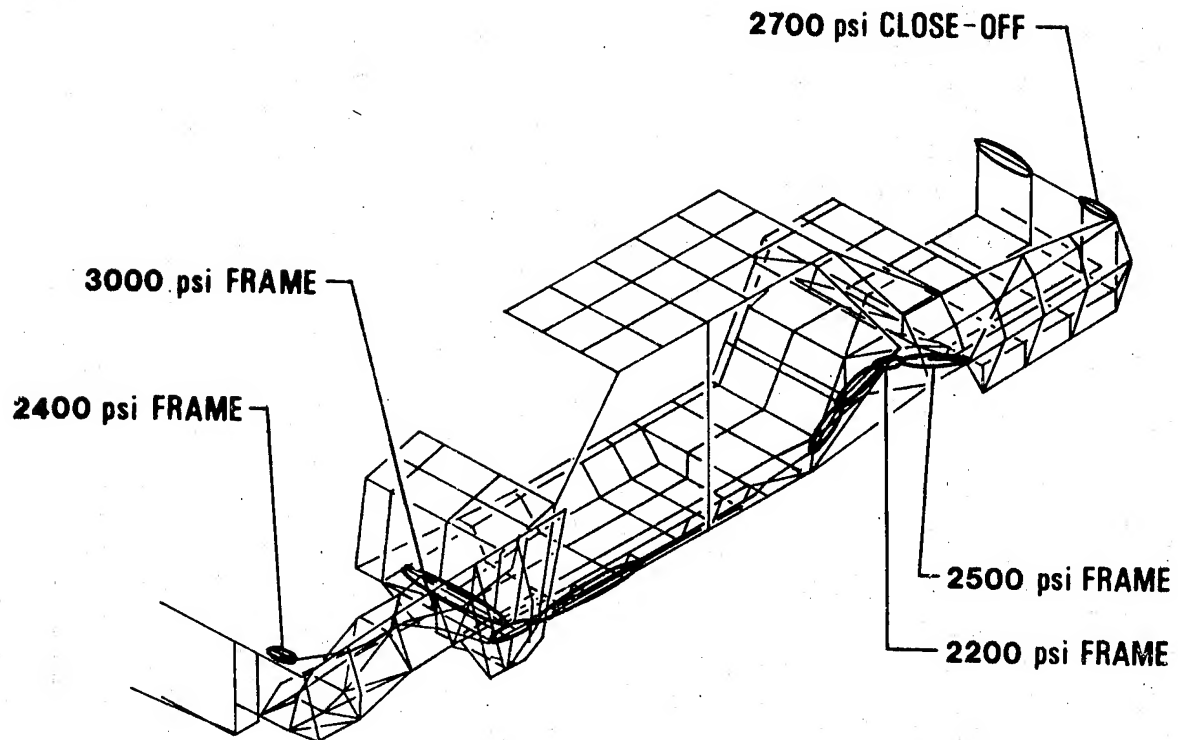 2700 psi CLOSE-OFF
3000 psi FRAME
2400 psi FRAME
2500 psi FRAME
2200 psi FRAME